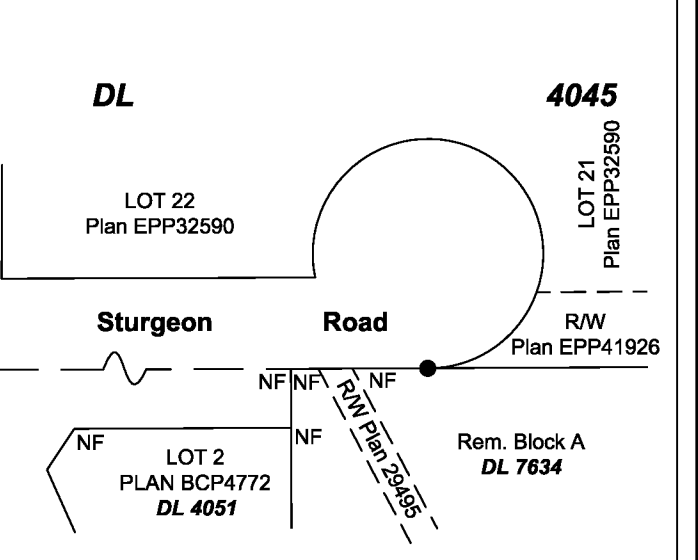 DL 4045
LOT 22
Plan EPP32590
LOT 21
Plan EPP32590
Sturgeon Road
R/W
Plan EPP41926
NF NF NF
R/W Plan 29495
NF
NF
LOT 2
PLAN BCP4772
DL 4051
Rem. Block A
DL 7634